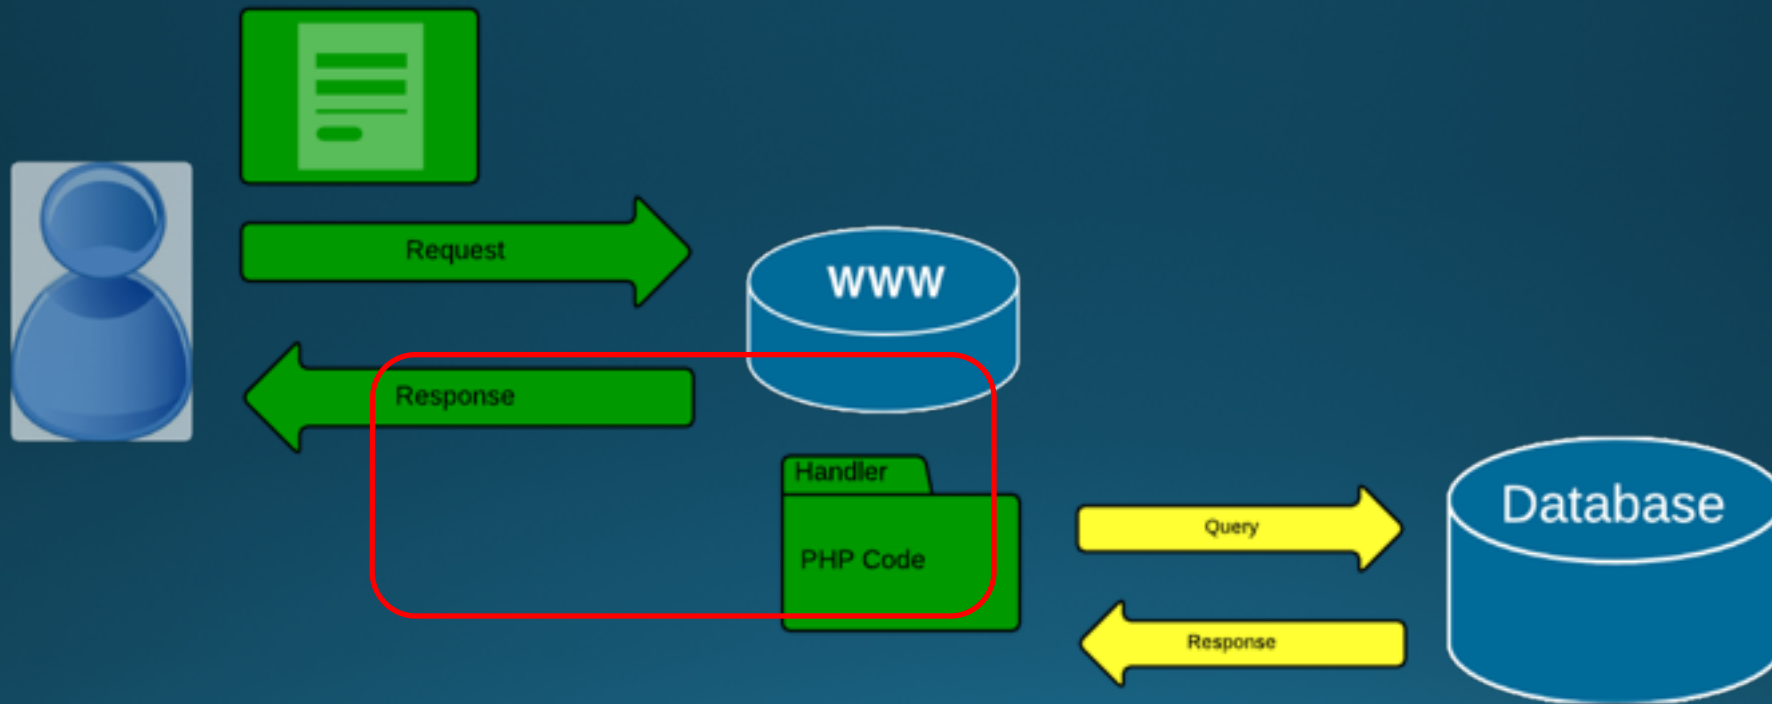 Request
WWW
Response
Handler
PHP Code
Query
Database
Response